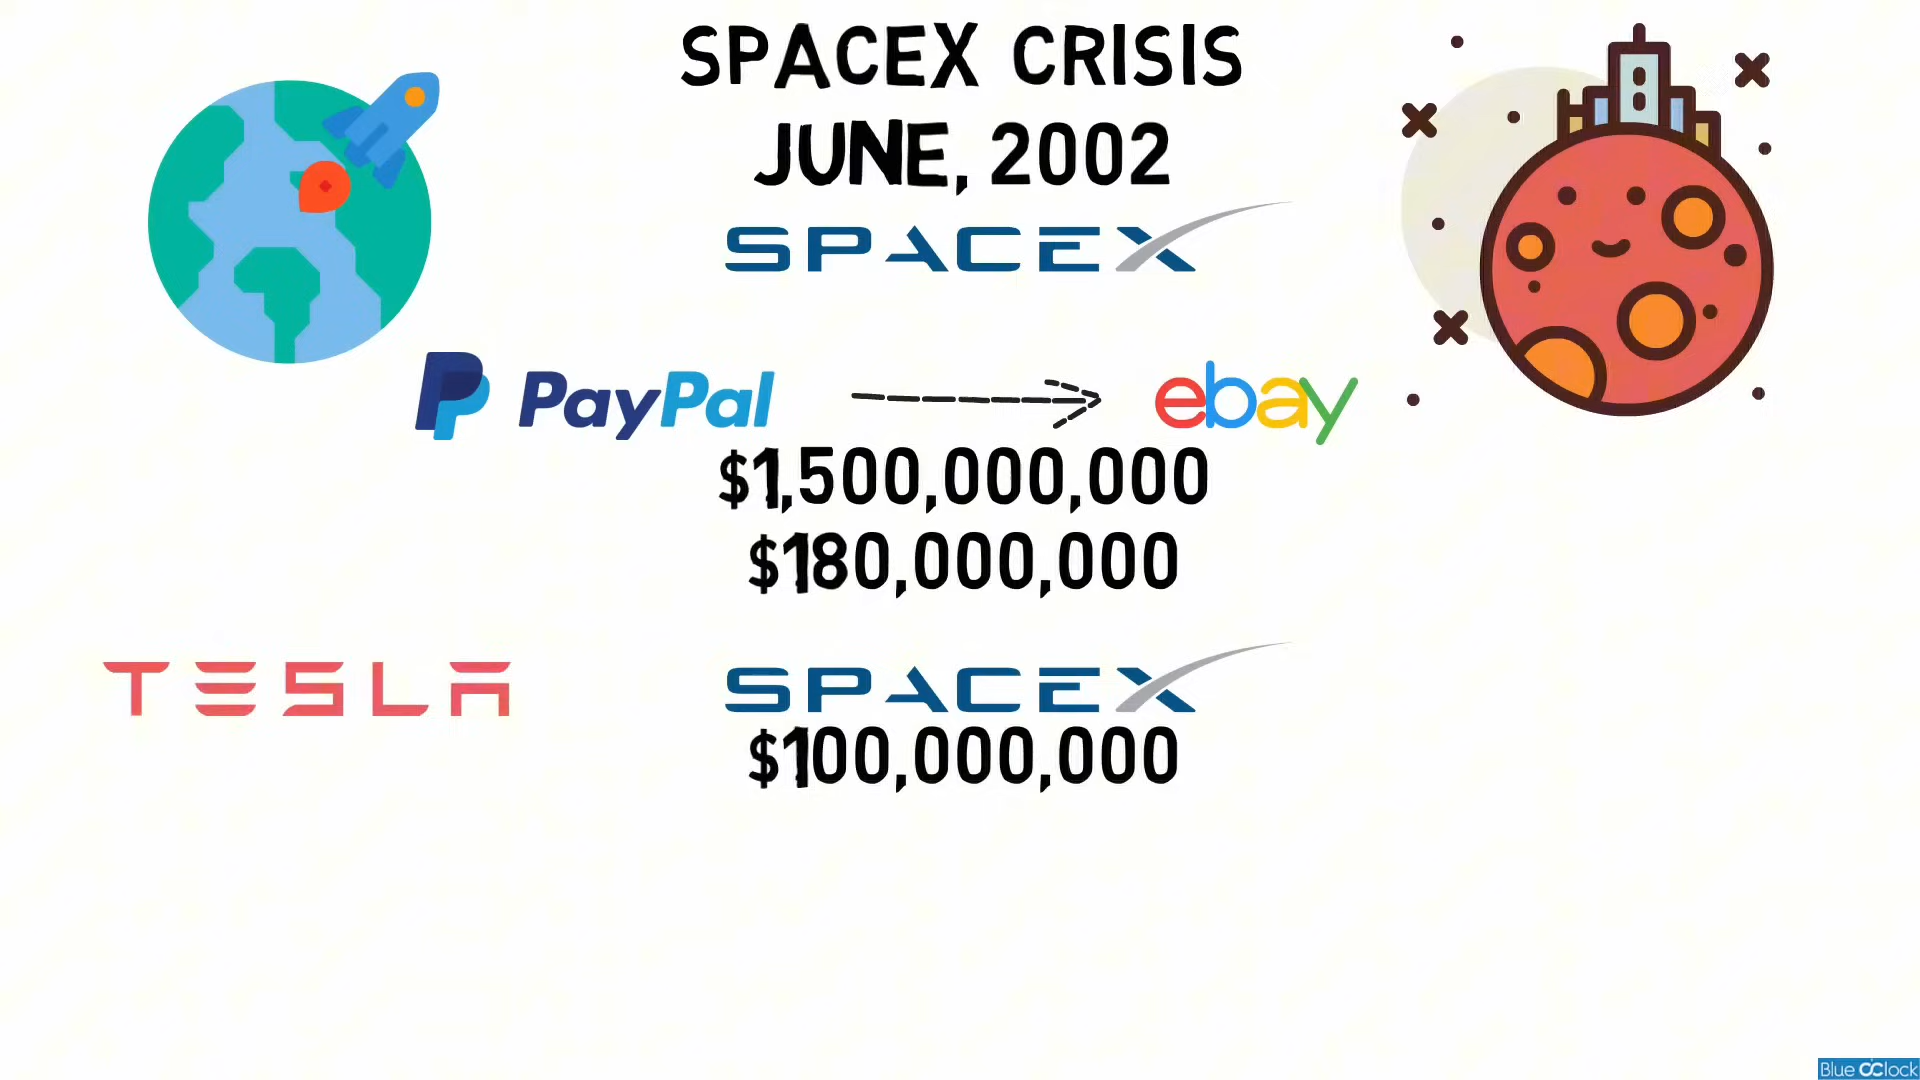 SPACEX CRISIS
JUNE, 2002
SPACEX
PayPal
ebay
$1,500,000,000
$180,000,000
TESLA
SPACEX
$100,000,000
Blue Clock